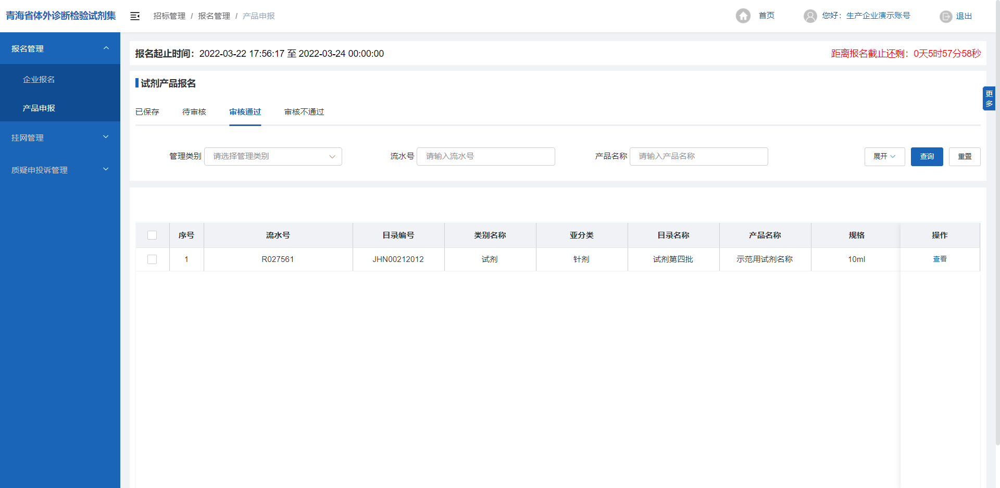 青海省体外诊断检验试剂集
招标管理 / 报名管理 / 产品申报
首页
您好：生产企业演示账号
退出
报名管理
企业报名
产品申报
挂网管理
质疑申投诉管理
报名起止时间：2022-03-22 17:56:17 至 2022-03-24 00:00:00
距离报名截止还剩：0天5时57分58秒
试剂产品报名
更多
已保存 待审核 审核通过 审核不通过
管理类别 请选择管理类别 流水号 请输入流水号 产品名称 请输入产品名称 展开 查询 重置
序号 流水号 目录编号 类别名称 亚分类 目录名称 产品名称 规格 操作
1 R027561 JHN00212012 试剂 针剂 试剂第四批 示范用试剂名称 10ml 查看